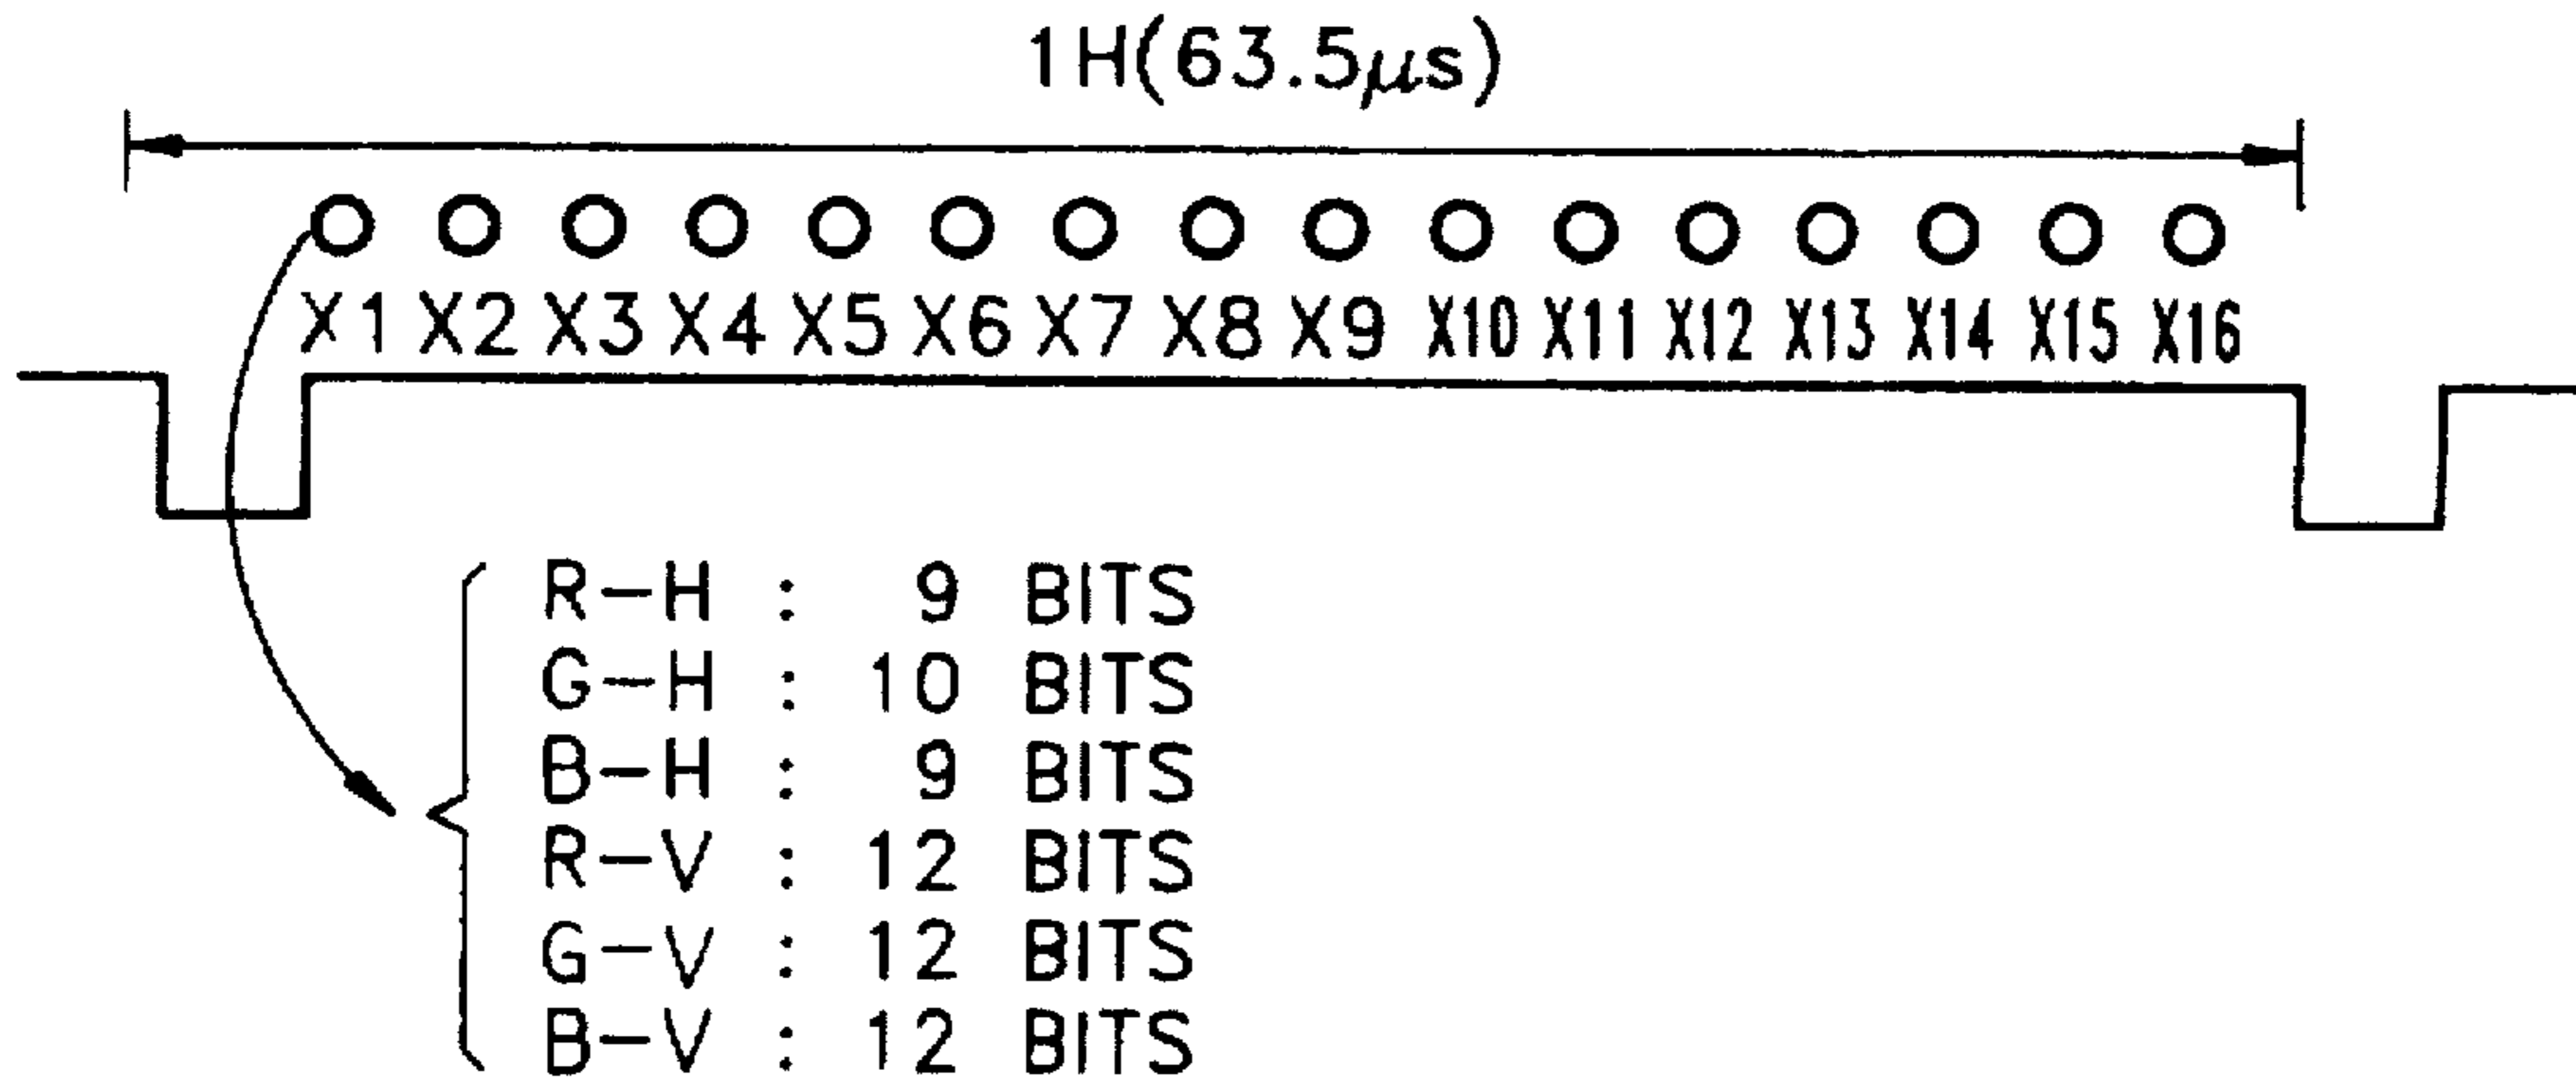 1H(63.5μs)
X1 X2 X3 X4 X5 X6 X7 X8 X9 X10 X11 X12 X13 X14 X15 X16
R-H : 9 BITS
G-H : 10 BITS
B-H : 9 BITS
R-V : 12 BITS
G-V : 12 BITS
B-V : 12 BITS